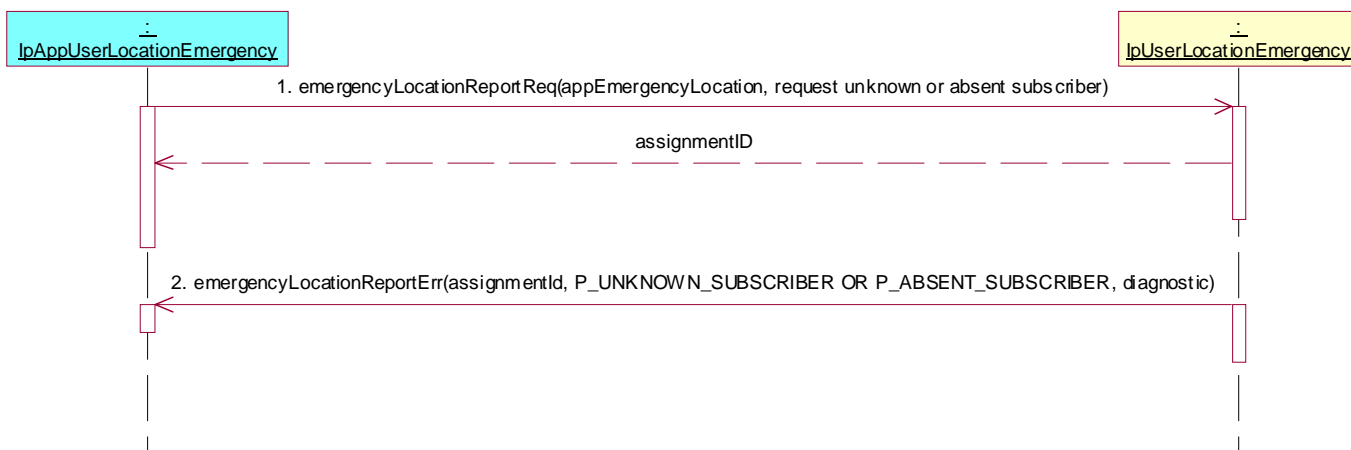 :
IpAppUserLocationEmergency
:
IpUserLocationEmergency
1. emergencyLocationReportReq(appEmergencyLocation, request unknown or absent subscriber)
assignmentID
2. emergencyLocationReportErr(assignmentId, P_UNKNOWN_SUBSCRIBER OR P_ABSENT_SUBSCRIBER, diagnostic)